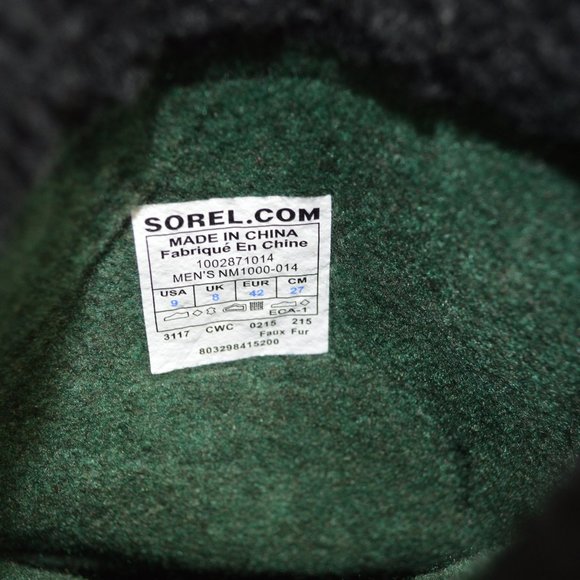 SOREL.COM
MADE IN CHINA
Fabriqué En Chine
1002871014
MEN'S NM1000-014
USA UK EUR CM
9 8 42 27
ECA-1
3117 CWC 0215 215
Faux Fur
803298415200